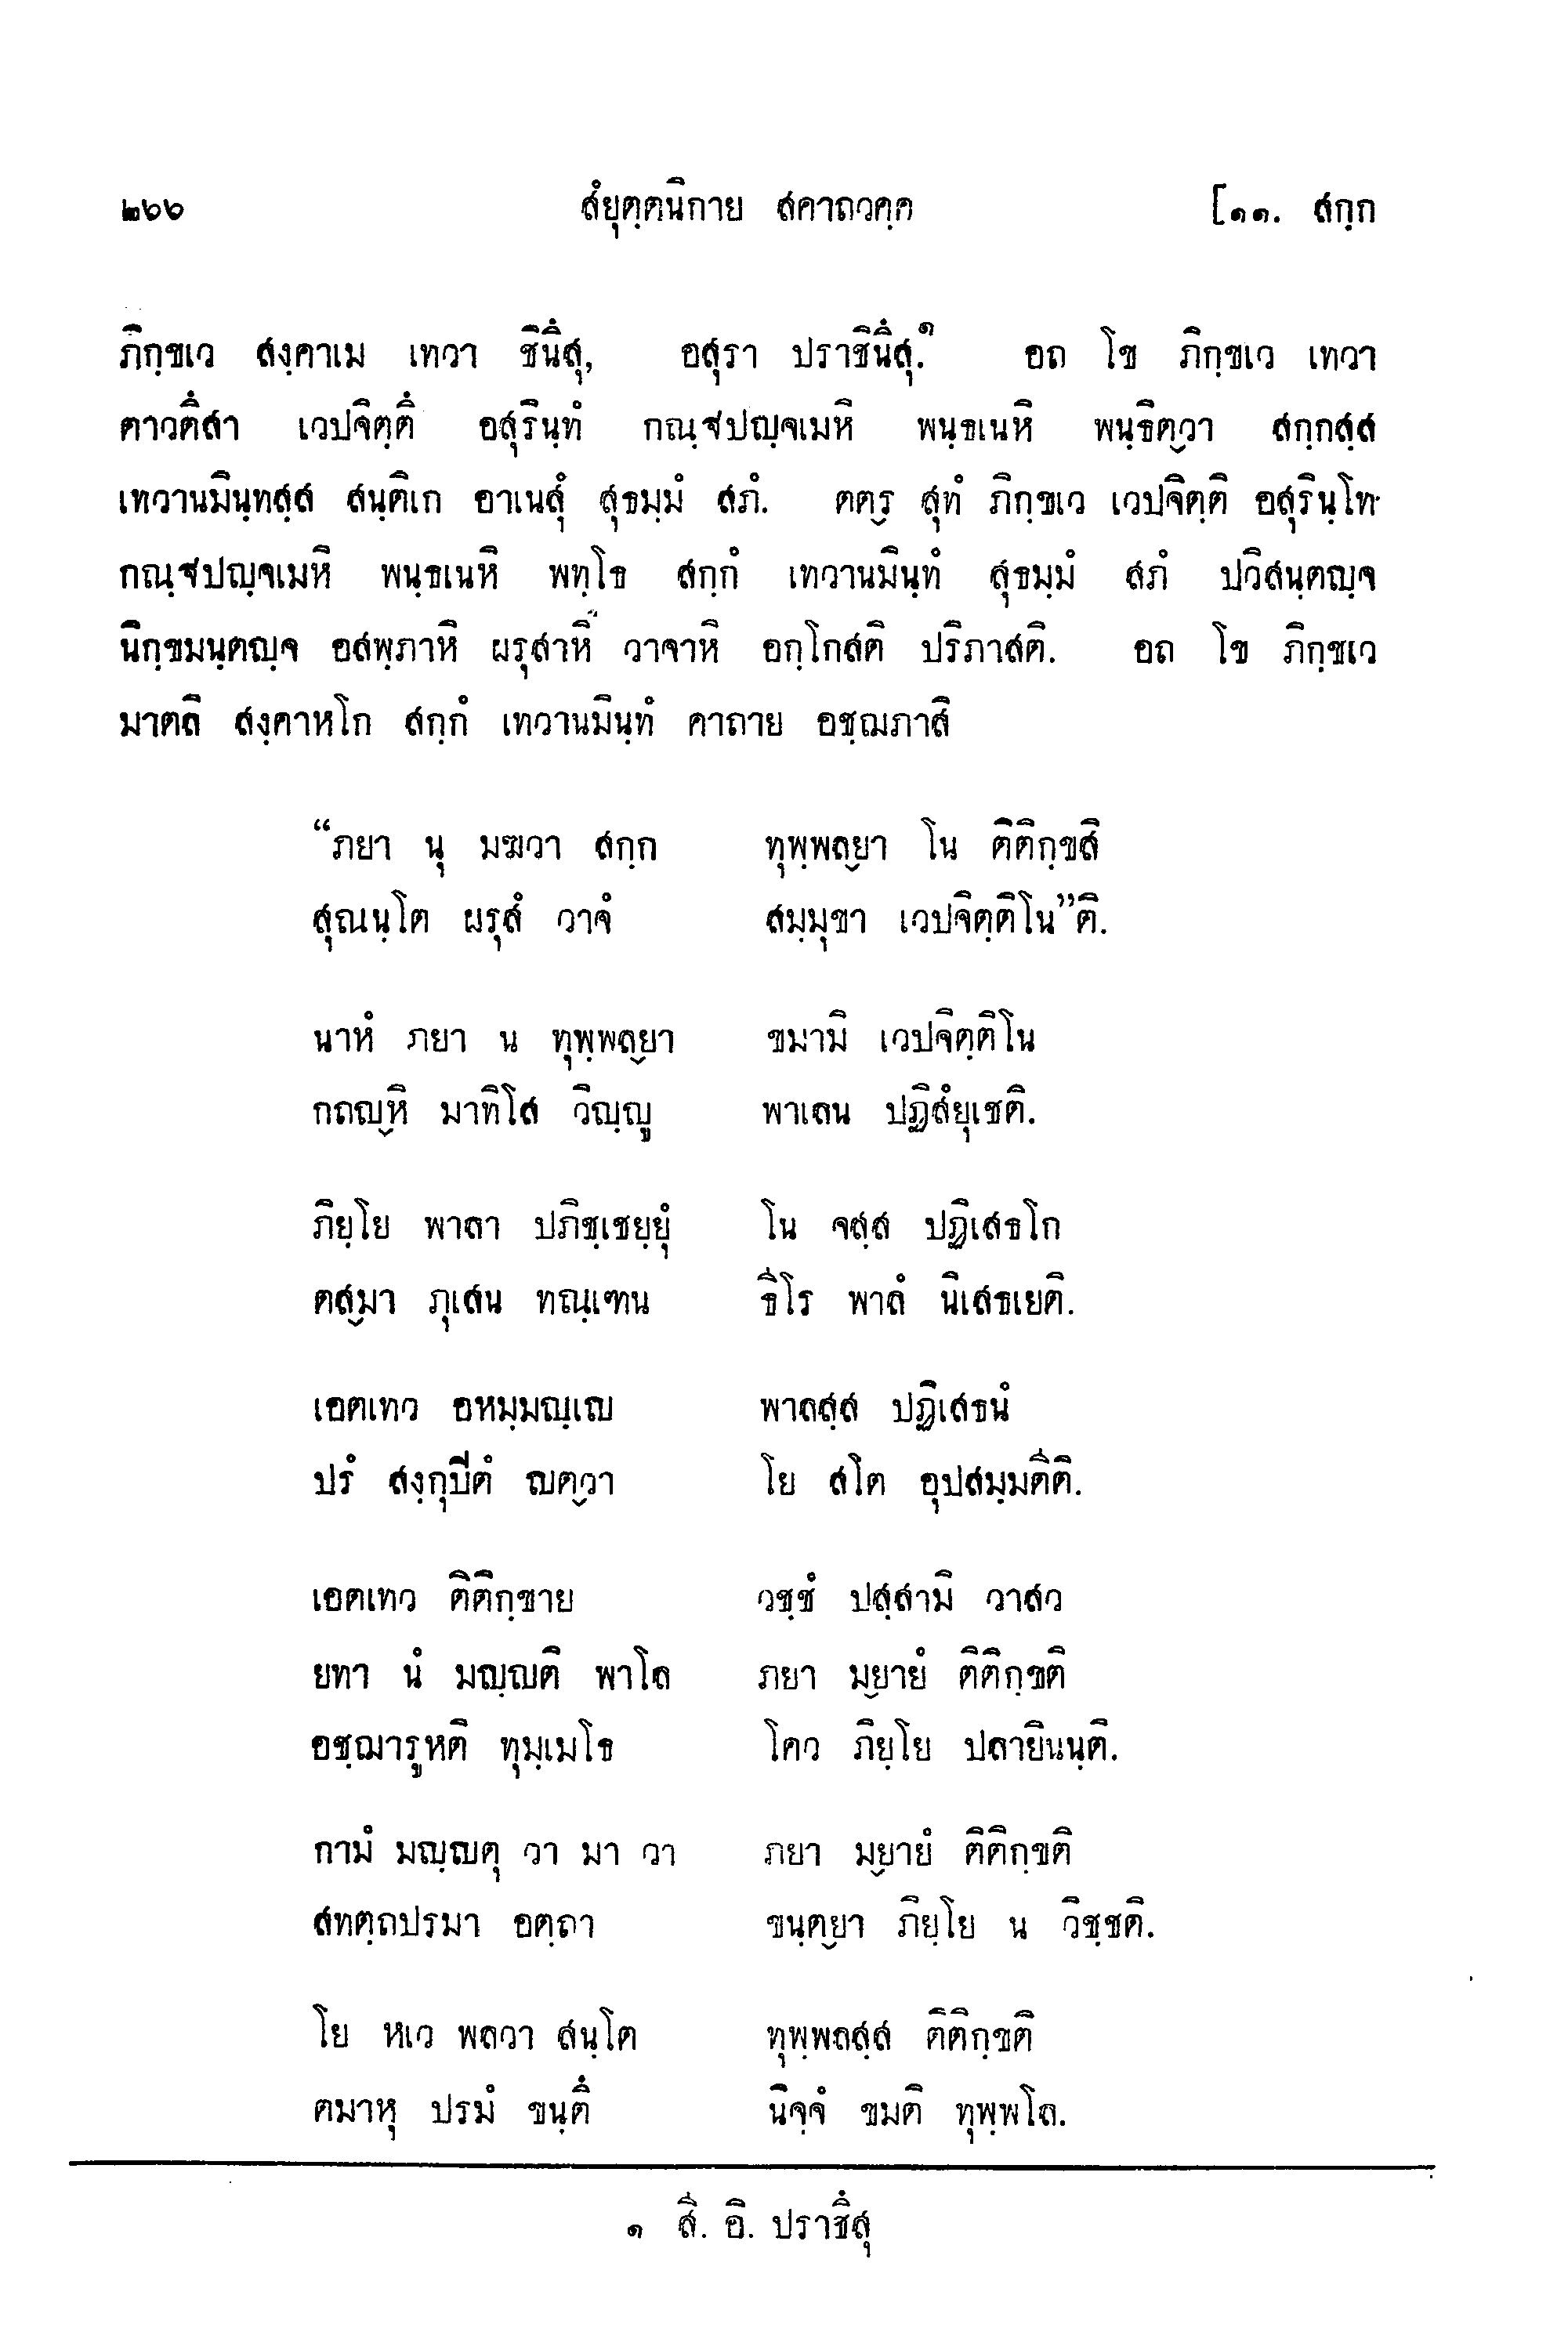 ๒๖๖ สํยุตฺตนิกาย สคาถวคฺค [๑๑. สกฺก
ภิกฺขเว สงฺคาเม เทวา ชินึสุ, อสุรา ปราชินึสุ.๑ อถ โข ภิกฺขเว เทวา
ตาวตึสา เวปจิตฺตึ อสุรินฺทํ กณฺฐปญฺจเมหิ พนฺธเนหิ พนฺธิตฺวา สกฺกสฺส
เทวานมินฺทสฺส สนฺติเก อาเนสุํ สุธมฺมํ สภํ. ตตฺร สุทํ ภิกฺขเว เวปจิตฺติ อสุรินฺโท
กณฺฐปญฺจเมหิ พนฺธเนหิ พทฺโธ สกฺกํ เทวานมินฺทํ สุธมฺมํ สภํ ปวิสนฺตญฺจ
นิกฺขมนฺตญฺจ อสพฺภาหิ ผรุสาหิ วาจาหิ อกฺโกสติ ปริภาสติ. อถ โข ภิกฺขเว
มาตลิ สงฺคาหโก สกฺกํ เทวานมินฺทํ คาถาย อชฺฌภาสิ
“ภยา นุ มฆวา สกฺก ทุพฺพลฺยา โน ติติกฺขสิ
สุณนฺโต ผรุสํ วาจํ สมฺมุขา เวปจิตฺติโน”ติ.
นาหํ ภยา น ทุพฺพลฺยา ขมามิ เวปจิตฺติโน
กถญฺหิ มาทิโส วิญฺญู พาเลน ปฏิสํยุเชติ.
ภิยฺโย พาลา ปภิชฺเชยฺยุํ โน จสฺส ปฏิเสธโก
ตสฺมา ภุเสน ทณฺเฑน ธีโร พาลํ นิเสธเยติ.
เอตเทว อหมฺมญฺเญ พาลสฺส ปฏิเสธนํ
ปรํ สงฺกุปีตํ ญตฺวา โย สโต อุปสมฺมตีติ.
เอตเทว ติติกฺขาย วชฺชํ ปสฺสามิ วาสว
ยทา นํ มญฺญติ พาโล ภยา มฺยายํ ติติกฺขติ
อชฺฌารูหติ ทุมฺเมโธ โคว ภิยฺโย ปลายินนฺติ.
กามํ มญฺญตุ วา มา วา ภยา มฺยายํ ติติกฺขติ
สทตฺถปรมา อตฺถา ขนฺตฺยา ภิยฺโย น วิชฺชติ.
โย หเว พลวา สนฺโต ทุพฺพลสฺส ติติกฺขติ
ตมาหุ ปรมํ ขนฺตึ นิจฺจํ ขมติ ทุพฺพโล.
๑ สี. อิ. ปราชึสุ